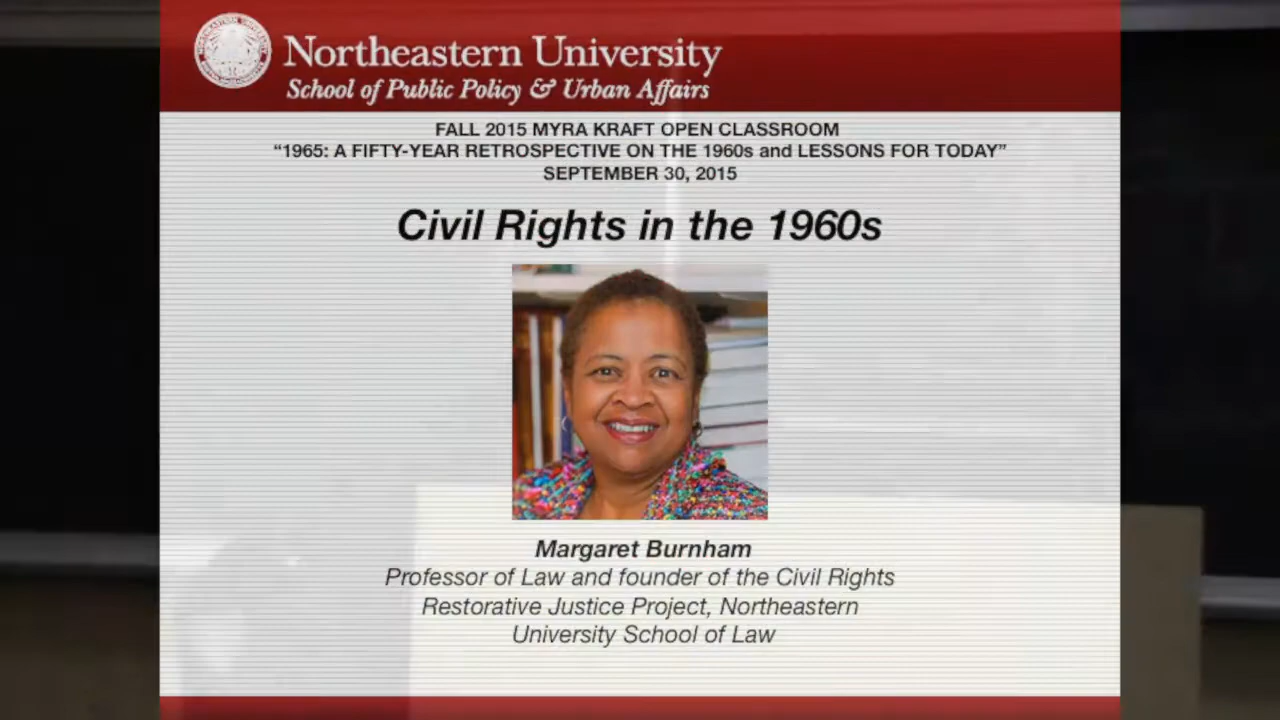 Northeastern University
School of Public Policy & Urban Affairs
FALL 2015 MYRA KRAFT OPEN CLASSROOM
“1965: A FIFTY-YEAR RETROSPECTIVE ON THE 1960s and LESSONS FOR TODAY”
SEPTEMBER 30, 2015
Civil Rights in the 1960s
Margaret Burnham
Professor of Law and founder of the Civil Rights
Restorative Justice Project, Northeastern
University School of Law